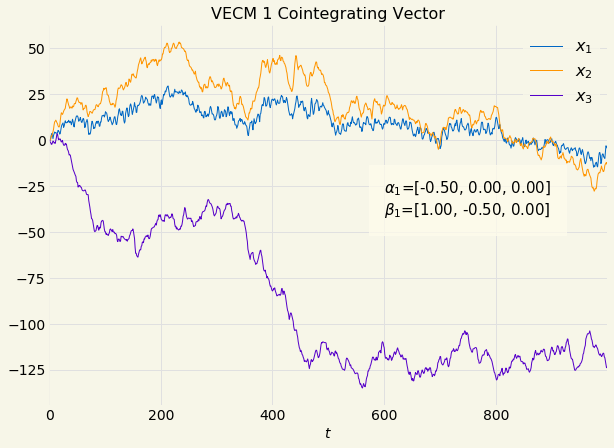 VECM 1 Cointegrating Vector
x₁
x₂
x₃
50
25
0
−25
−50
−75
−100
−125
α₁=[-0.50, 0.00, 0.00]
β₁=[1.00, -0.50, 0.00]
0 200 400 600 800
t